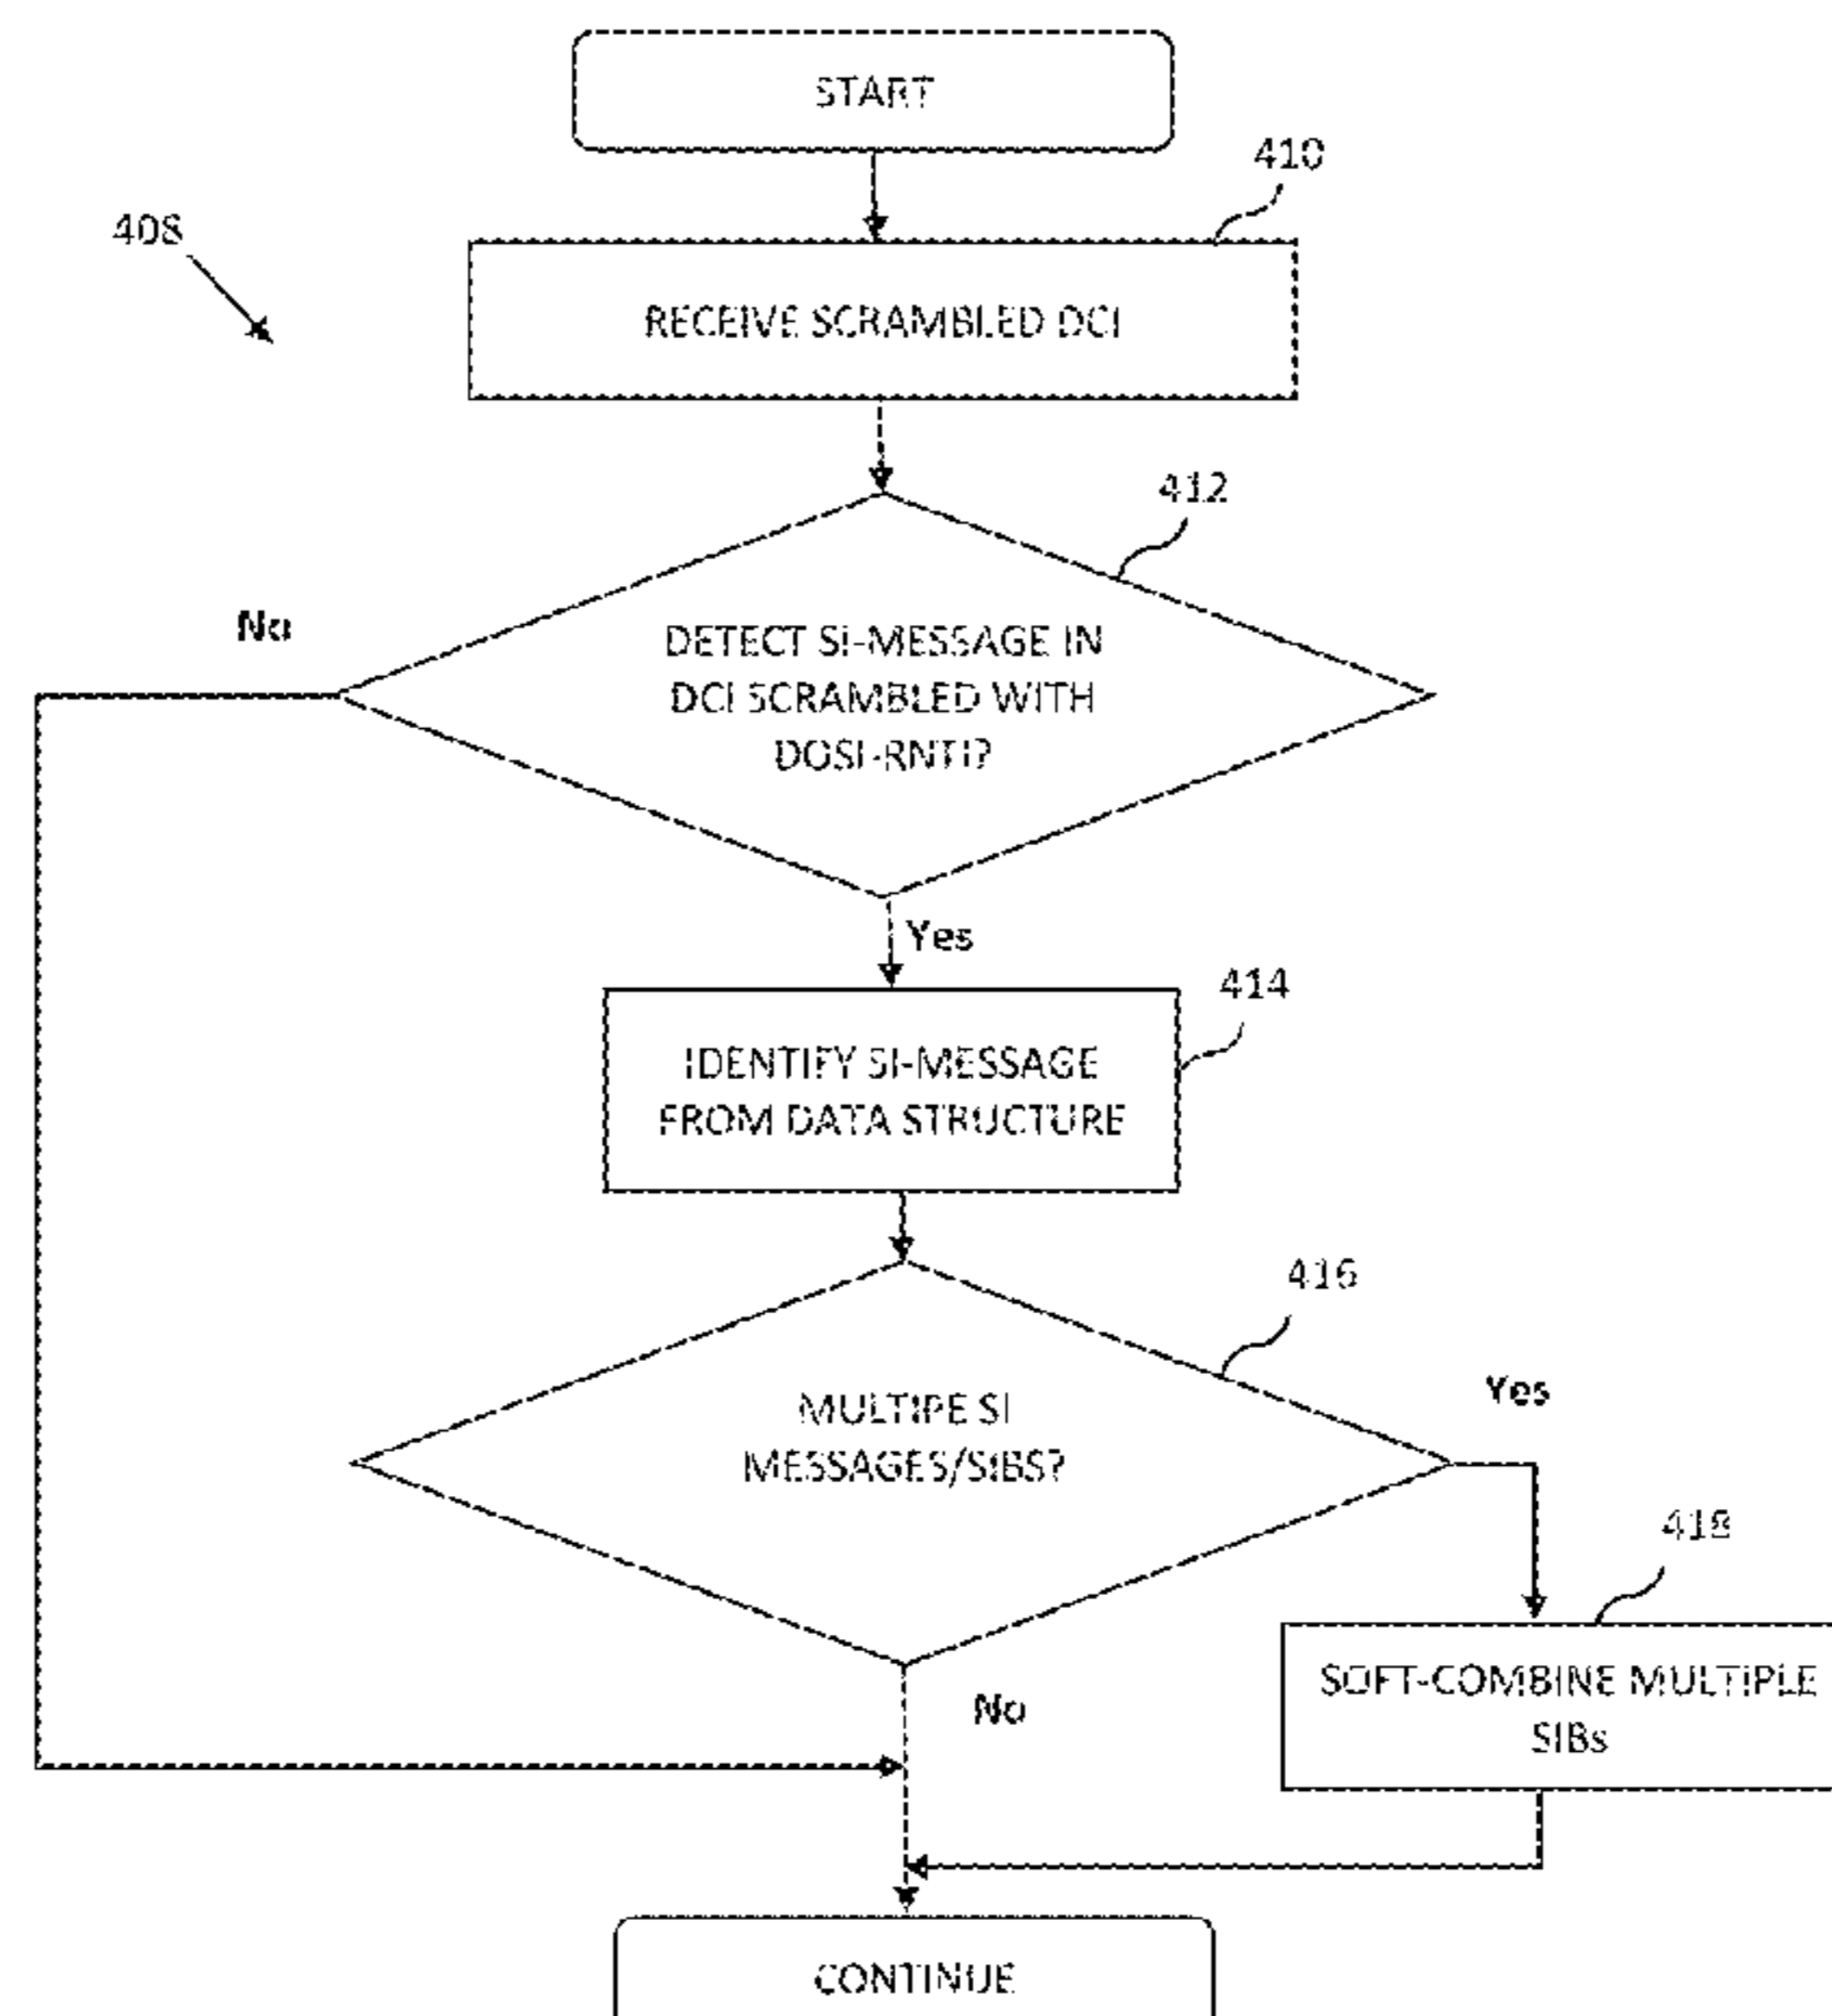 START
410
408
RECEIVE SCRAMBLED DCI
412
No
DETECT SI-MESSAGE IN
DCI SCRAMBLED WITH
DOSI-RNTI?
Yes
414
IDENTIFY SI-MESSAGE
FROM DATA STRUCTURE
416
Yes
MULTIPE SI
MESSAGES/SIBS?
418
SOFT-COMBINE MULTIPLE
SIBs
No
CONTINUE